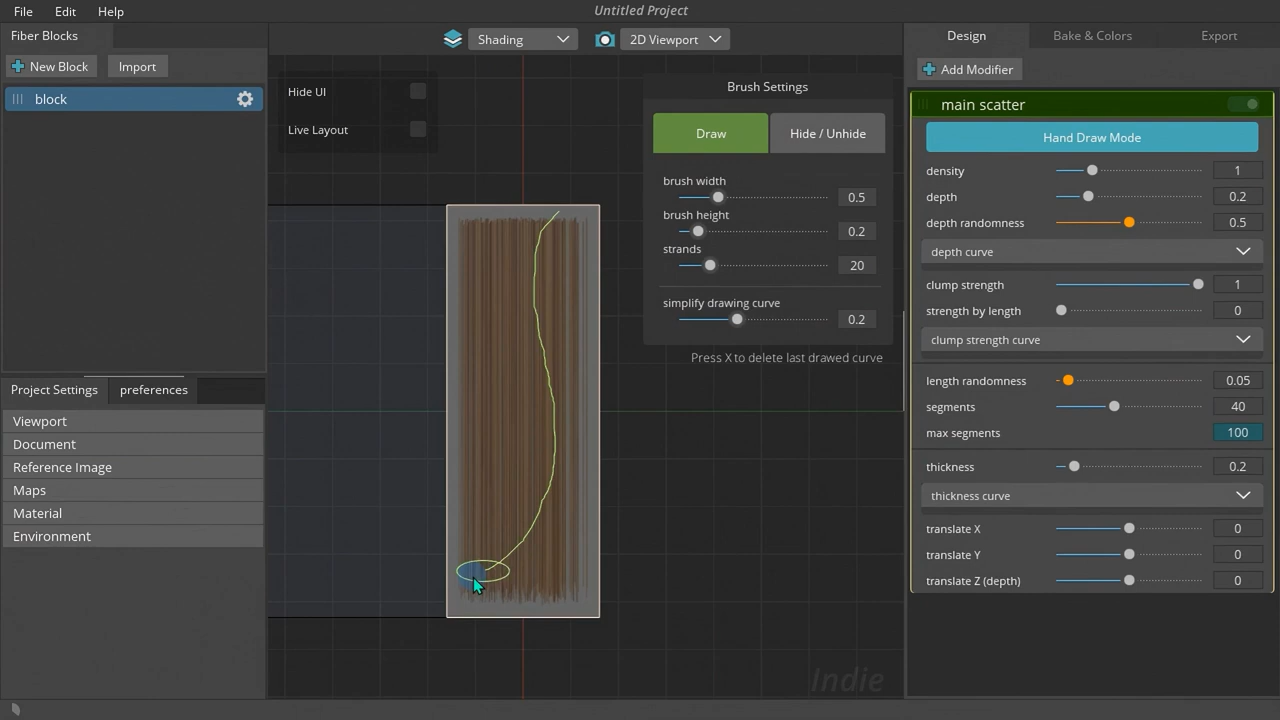 File Edit Help
Untitled Project
Fiber Blocks
New Block Import
block
Project Settings preferences
Viewport
Document
Reference Image
Maps
Material
Environment
Shading 2D Viewport
Hide UI
Live Layout
Brush Settings
Draw Hide / Unhide
brush width 0.5
brush height 0.2
strands 20
simplify drawing curve 0.2
Press X to delete last drawed curve
Indie
Design Bake & Colors Export
Add Modifier
main scatter
Hand Draw Mode
density 1
depth 0.2
depth randomness 0.5
depth curve
clump strength 1
strength by length 0
clump strength curve
length randomness 0.05
segments 40
max segments 100
thickness 0.2
thickness curve
translate X 0
translate Y 0
translate Z (depth) 0